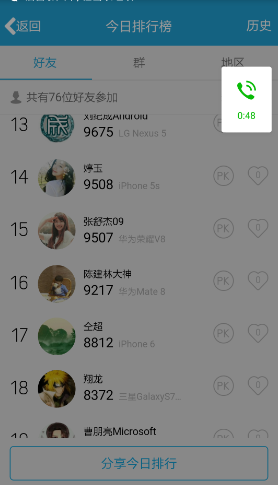 返回 今日排行榜 历史
好友 群 地区
共有76位好友参加
0:48
13 刘纪成Android
9675 LG Nexus 5
PK
14 婷玉
9508 iPhone 5s
PK 0
15 张舒杰09
9507 华为荣耀V8
PK 0
16 陈建林大神
9217 华为Mate 8
PK 0
17 仝超
8812 iPhone 6
PK 0
18 翔龙
8372 三星GalaxyS7...
PK 0
19 曹朋亮Microsoft
分享今日排行